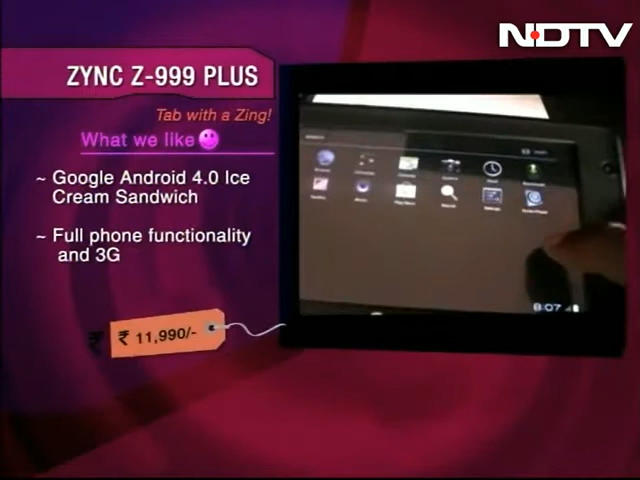 NDTV
ZYNC Z-999 PLUS
Tab with a Zing!
What we like
~ Google Android 4.0 Ice
Cream Sandwich
~ Full phone functionality
and 3G
₹ ₹ 11,990/-
8:07